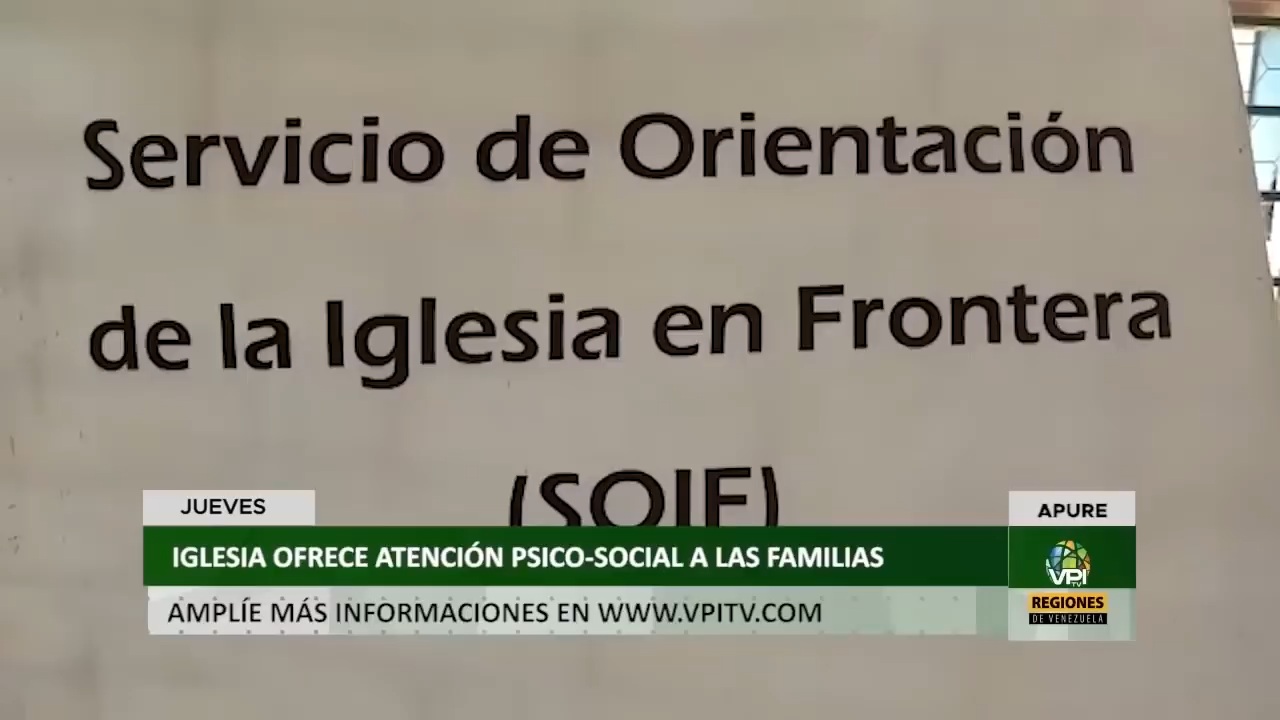 Servicio de Orientación
de la Iglesia en Frontera
(SOIF)
JUEVES
APURE
IGLESIA OFRECE ATENCIÓN PSICO-SOCIAL A LAS FAMILIAS
VPI
TV
AMPLÍE MÁS INFORMACIONES EN WWW.VPITV.COM
REGIONES
DE VENEZUELA